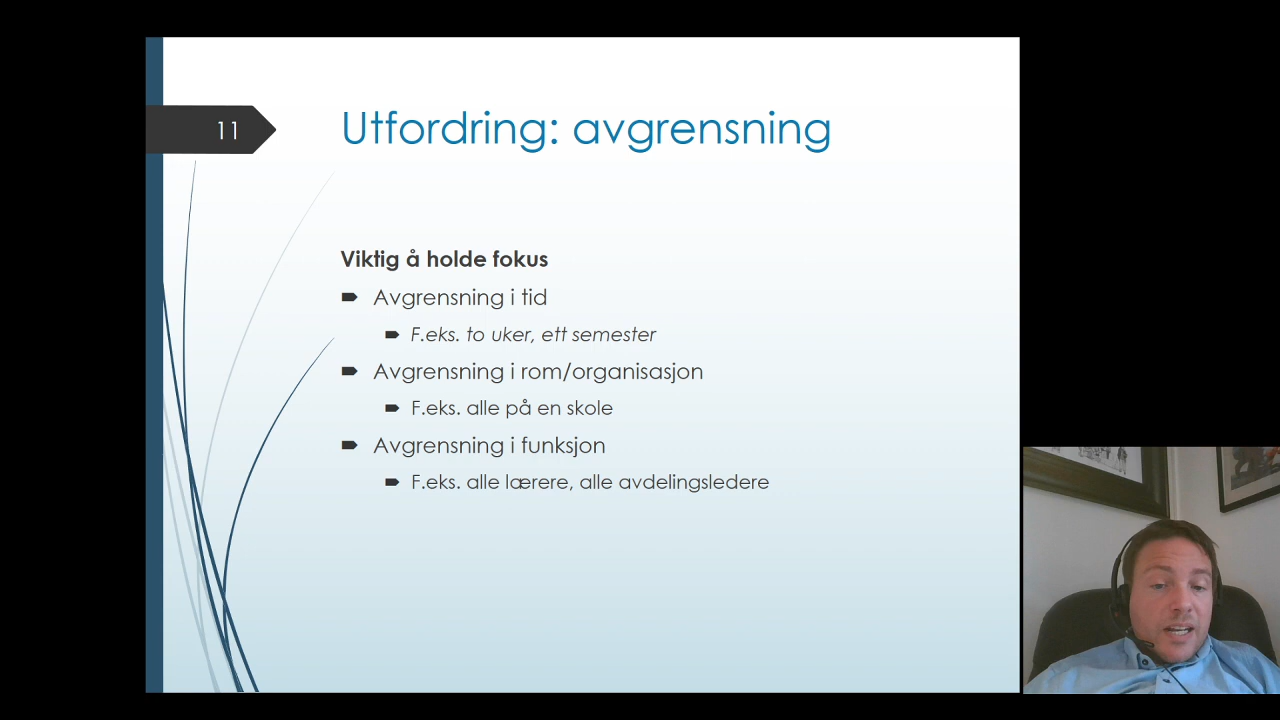 11
Utfordring: avgrensning
Viktig å holde fokus
Avgrensning i tid
F.eks. to uker, ett semester
Avgrensning i rom/organisasjon
F.eks. alle på en skole
Avgrensning i funksjon
F.eks. alle lærere, alle avdelingsledere